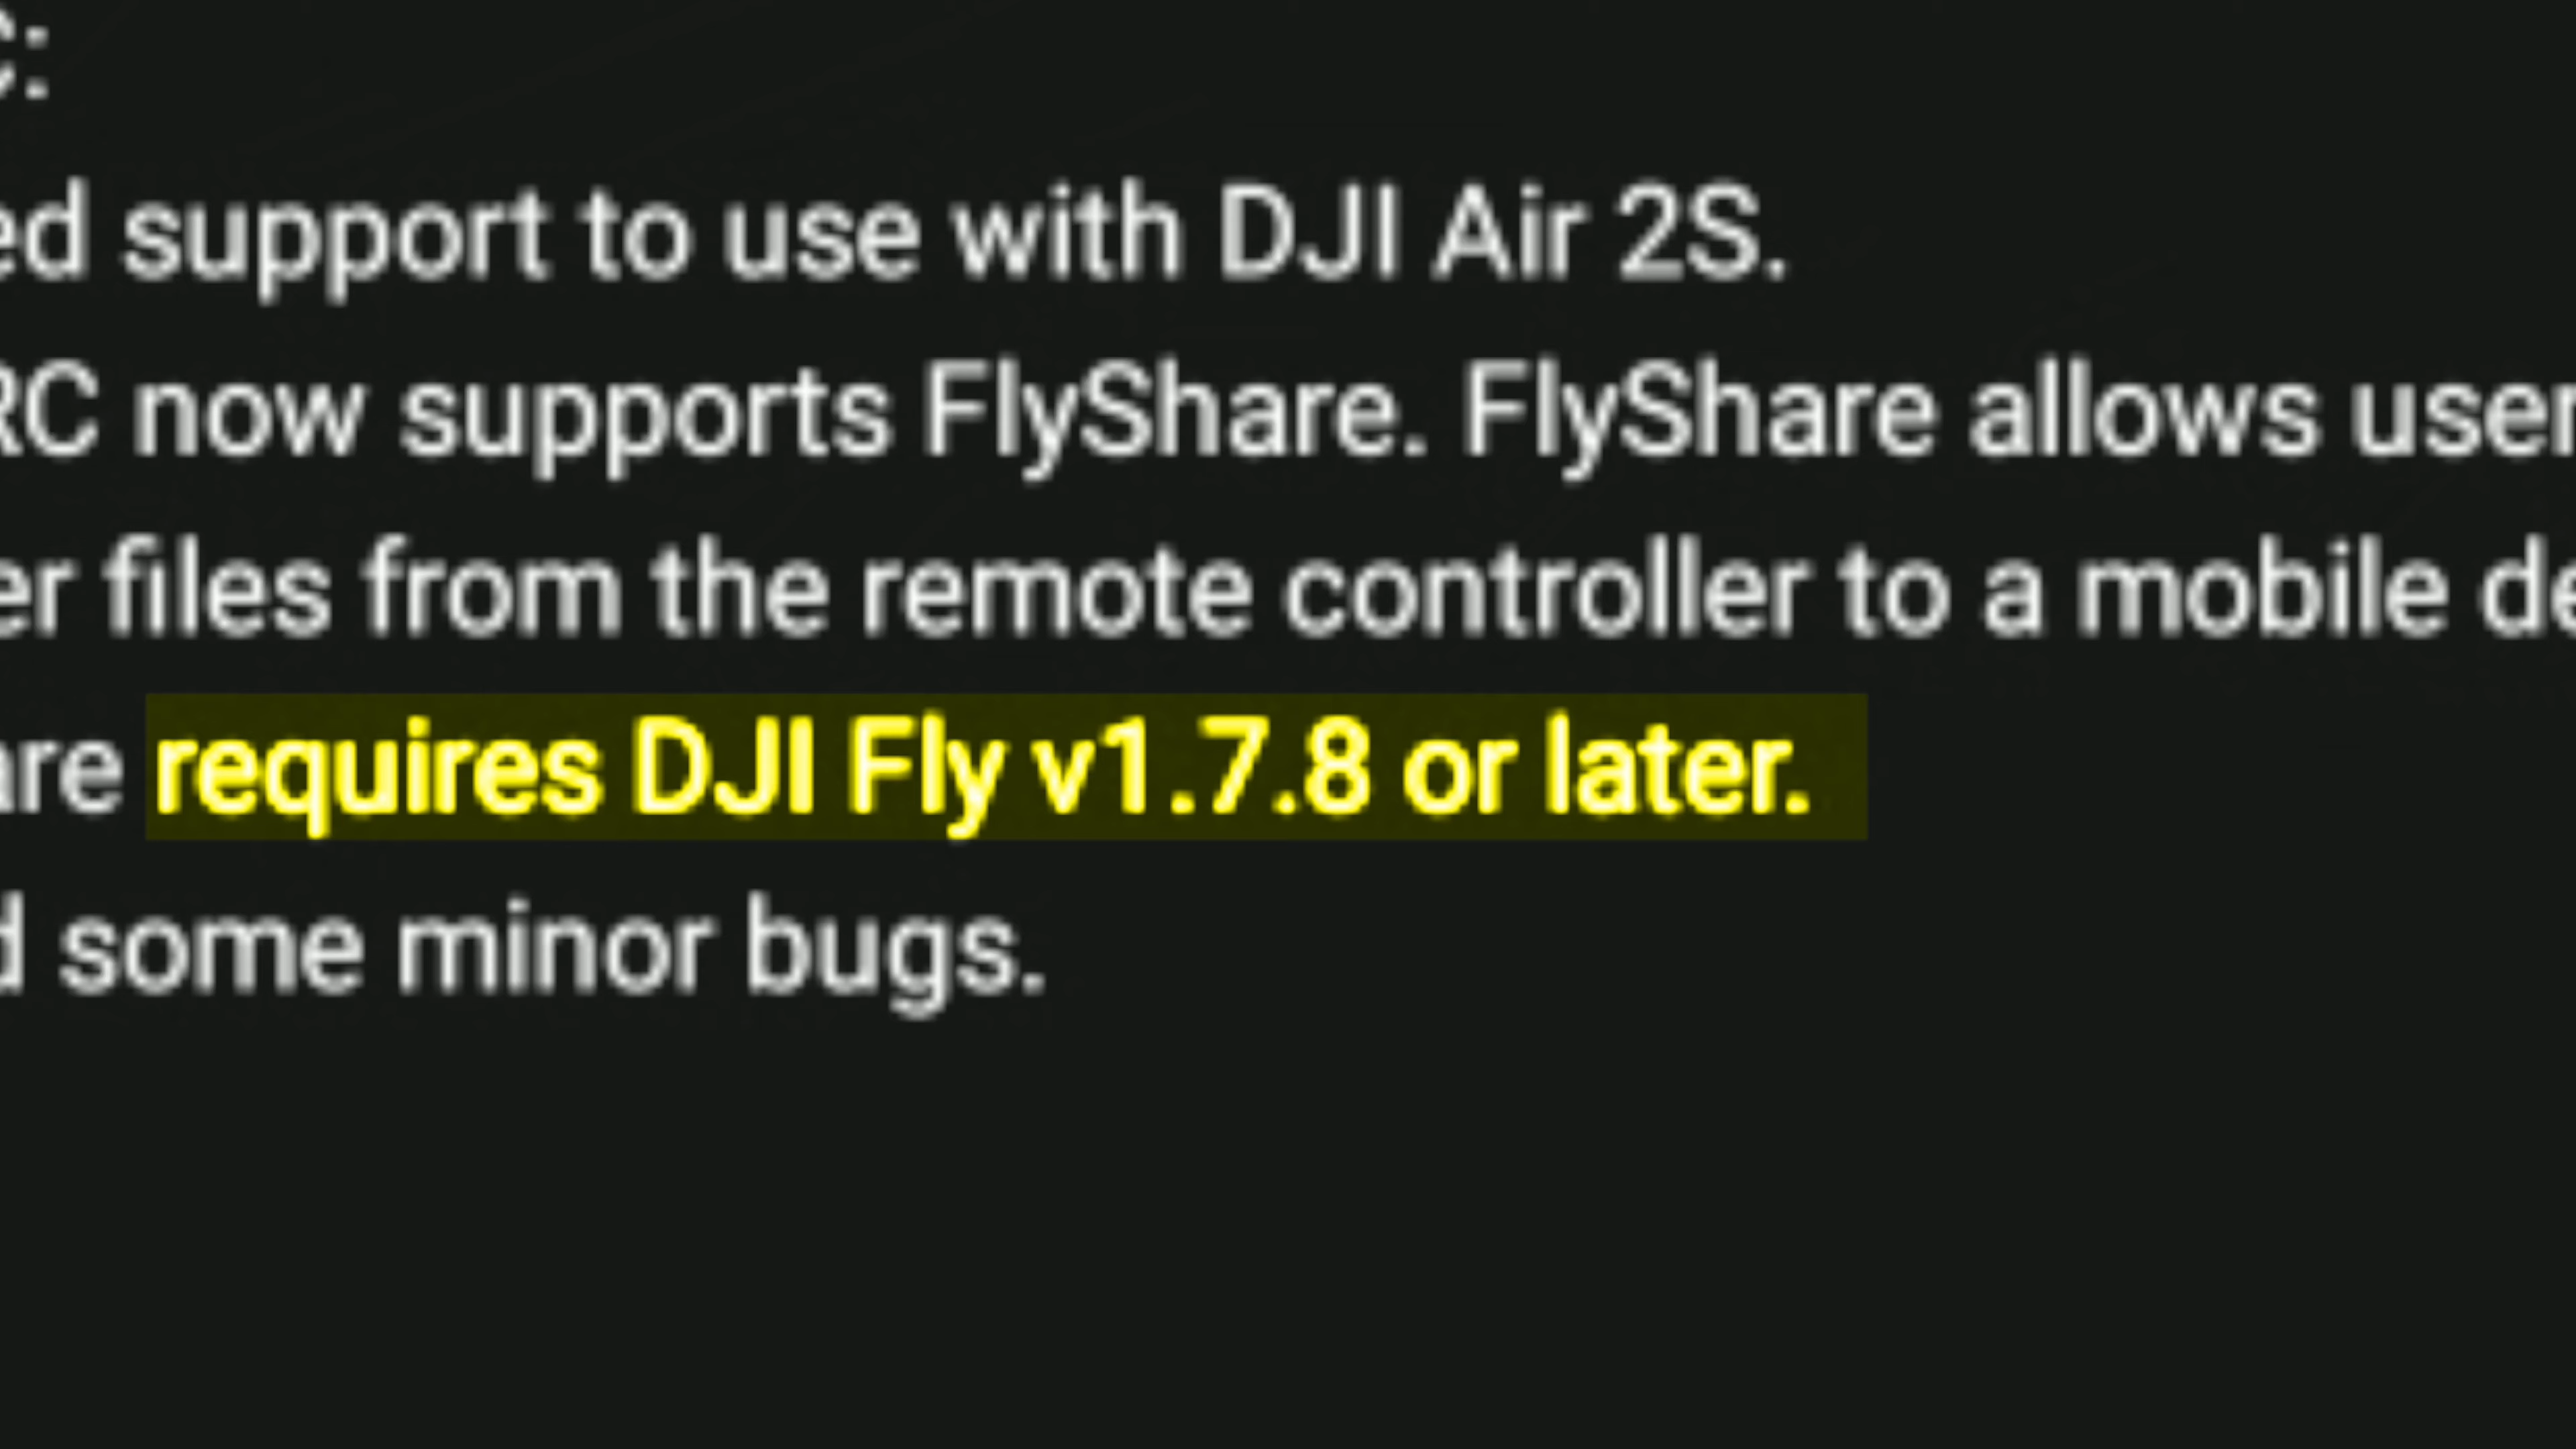 C:
ed support to use with DJI Air 2S.
RC now supports FlyShare. FlyShare allows user
er files from the remote controller to a mobile de
are requires DJI Fly v1.7.8 or later.
d some minor bugs.